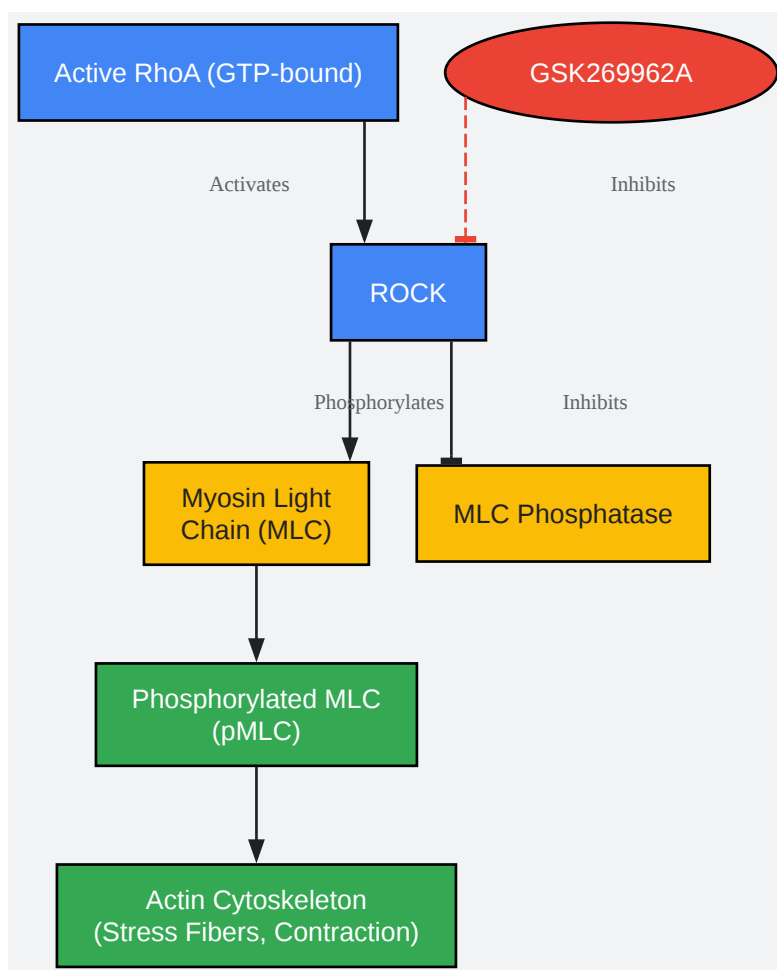 Active RhoA (GTP-bound)
GSK269962A
Activates
Inhibits
ROCK
Phosphorylates
Inhibits
Myosin Light
Chain (MLC)
MLC Phosphatase
Phosphorylated MLC
(pMLC)
Actin Cytoskeleton
(Stress Fibers, Contraction)